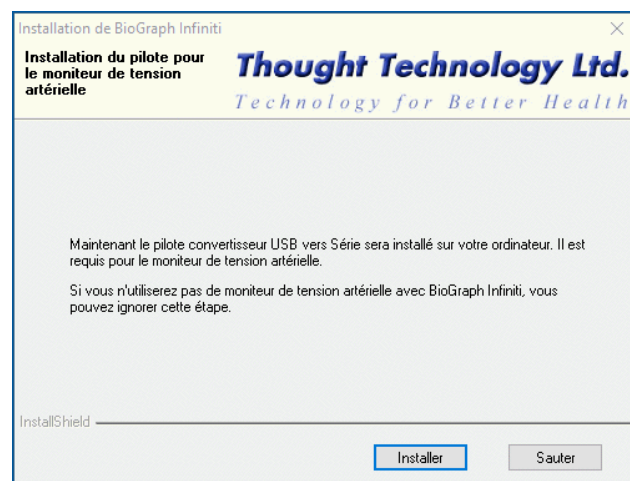 Installation de BioGraph Infiniti
Installation du pilote pour
le moniteur de tension
artérielle
Thought Technology Ltd.
Technology for Better Health
Maintenant le pilote convertisseur USB vers Série sera installé sur votre ordinateur. Il est
requis pour le moniteur de tension artérielle.
Si vous n'utiliserez pas de moniteur de tension artérielle avec BioGraph Infiniti, vous
pouvez ignorer cette étape.
InstallShield
Installer
Sauter